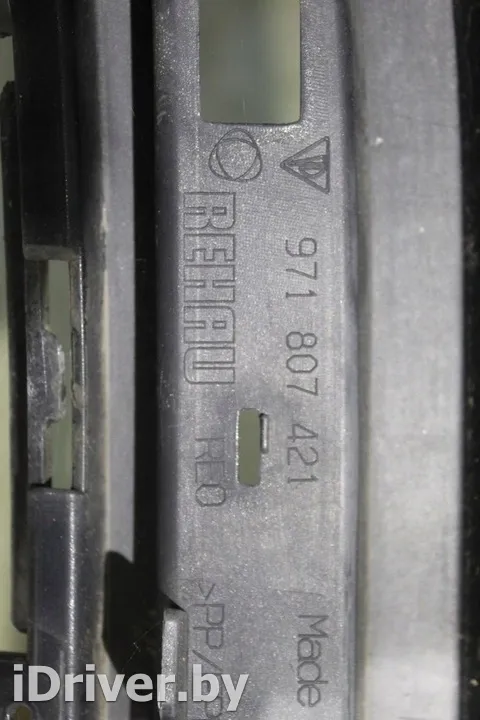 971 807 421
Made
REHAU
REO
>PP/
iDriver.by